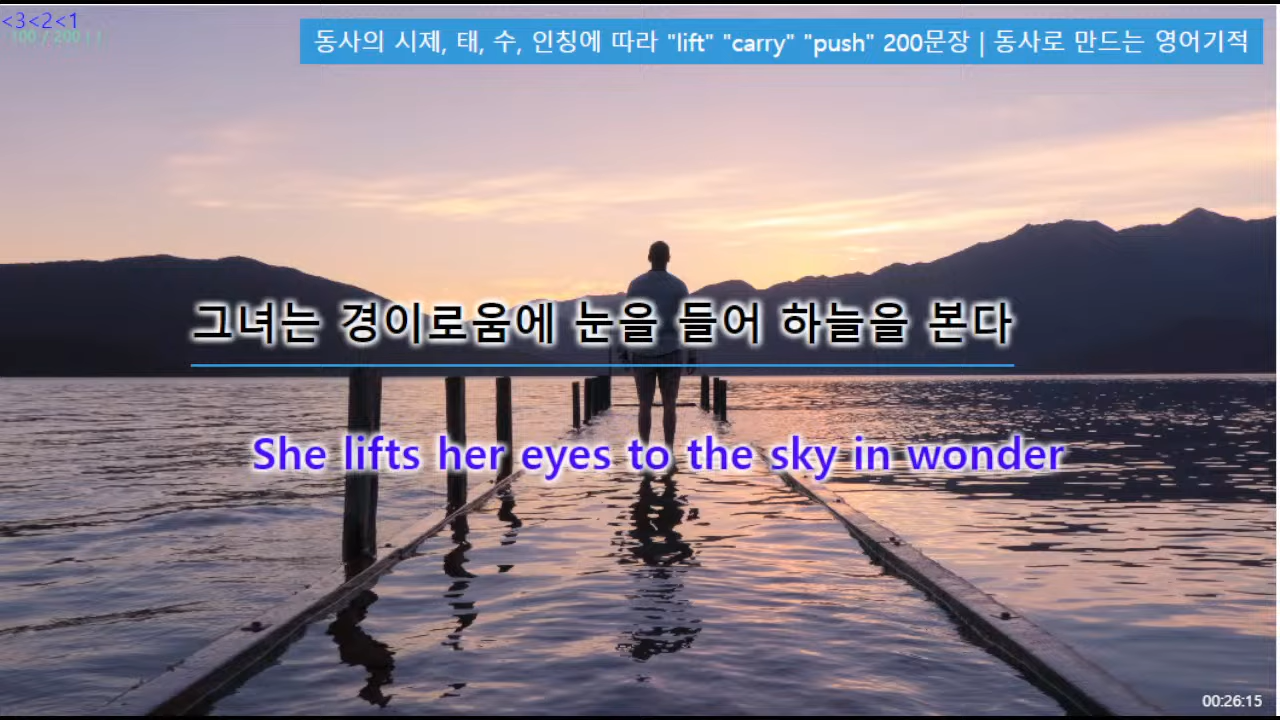 <3<2<1
100 / 200 | |
동사의 시제, 태, 수, 인칭에 따라 "lift" "carry" "push" 200문장 | 동사로 만드는 영어기적
그녀는 경이로움에 눈을 들어 하늘을 본다
She lifts her eyes to the sky in wonder
00:26:15